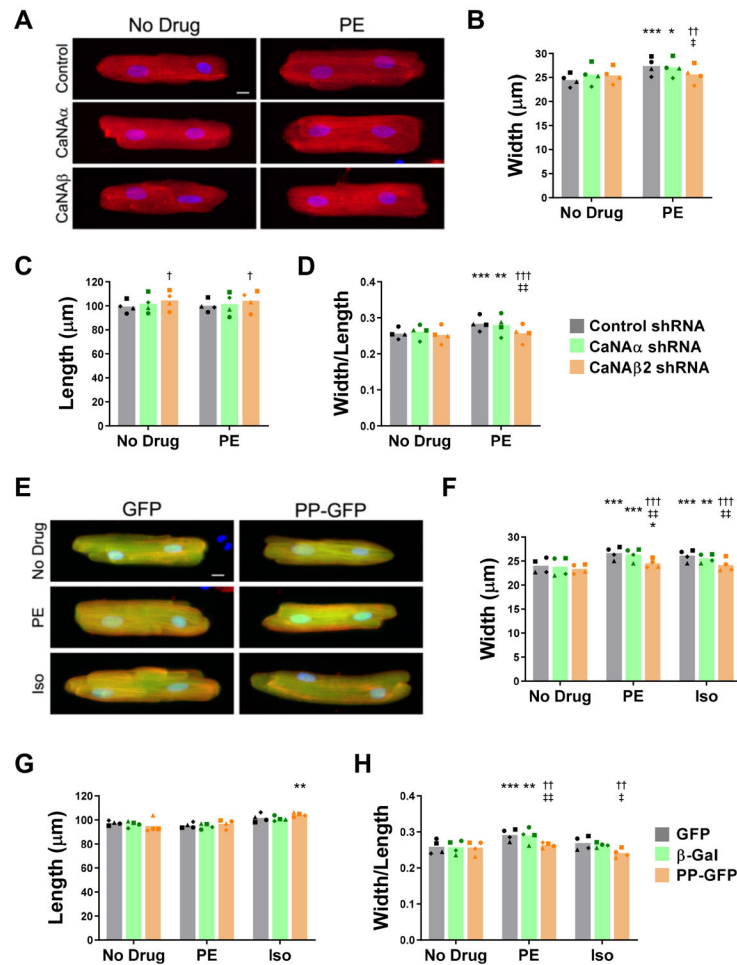 A
No Drug
PE
Control
CaNAα
CaNAβ
B
*** * ††
‡
Width (μm)
30
25
20
15
10
5
0
No Drug
PE
C
† †
Length (μm)
120
100
80
60
40
20
0
No Drug
PE
D
*** ** †††
‡‡
Width/Length
0.4
0.3
0.2
0.1
0.0
No Drug
PE
Control shRNA
CaNAα shRNA
CaNAβ2 shRNA
E
GFP
PP-GFP
No Drug
PE
Iso
F
*** *** †††
‡‡
*
*** ** †††
‡‡
Width (μm)
30
25
20
15
10
5
0
No Drug
PE
Iso
G
**
Length (μm)
120
100
80
60
40
20
0
No Drug
PE
Iso
H
*** ** ††
‡‡
††
‡
Width/Length
0.4
0.3
0.2
0.1
0.0
No Drug
PE
Iso
GFP
β-Gal
PP-GFP